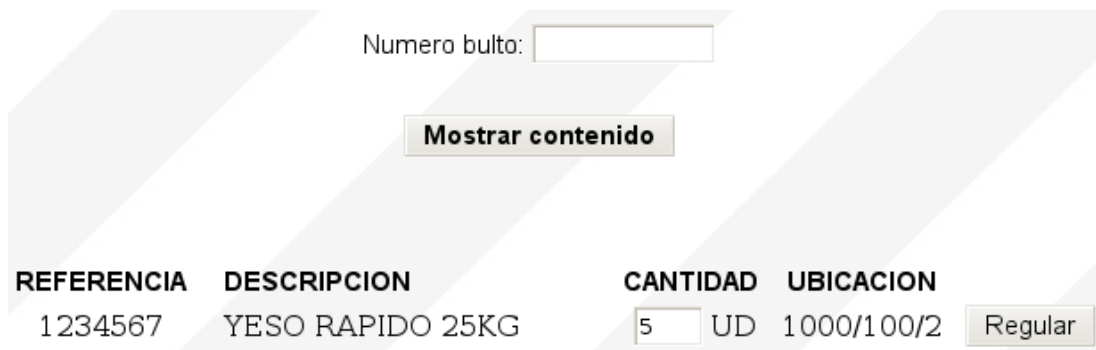 Numero bulto:
Mostrar contenido
REFERENCIA DESCRIPCION CANTIDAD UBICACION
1234567 YESO RAPIDO 25KG 5 UD 1000/100/2 Regular